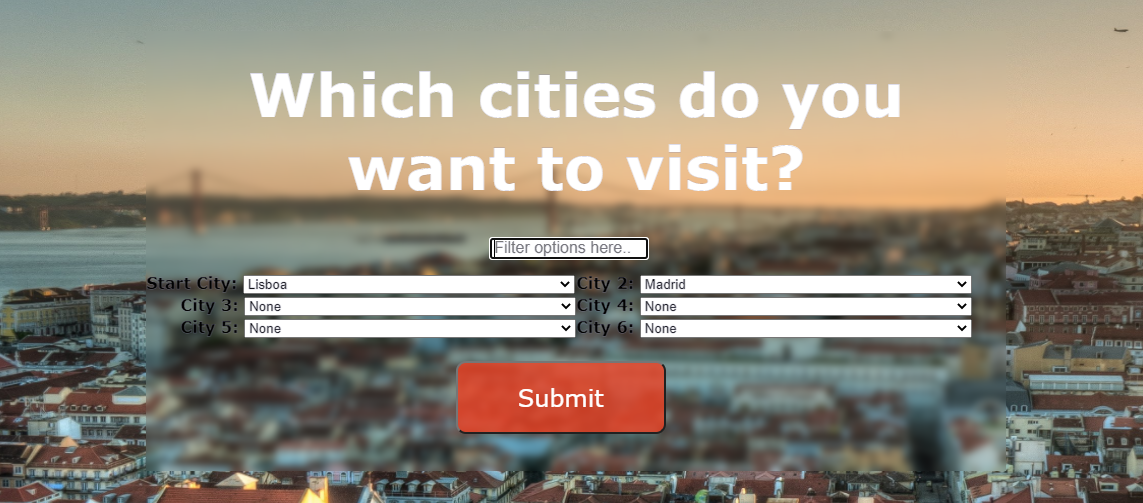 Which cities do you
want to visit?
Filter options here..
Start City: Lisboa City 2: Madrid
City 3: None City 4: None
City 5: None City 6: None
Submit